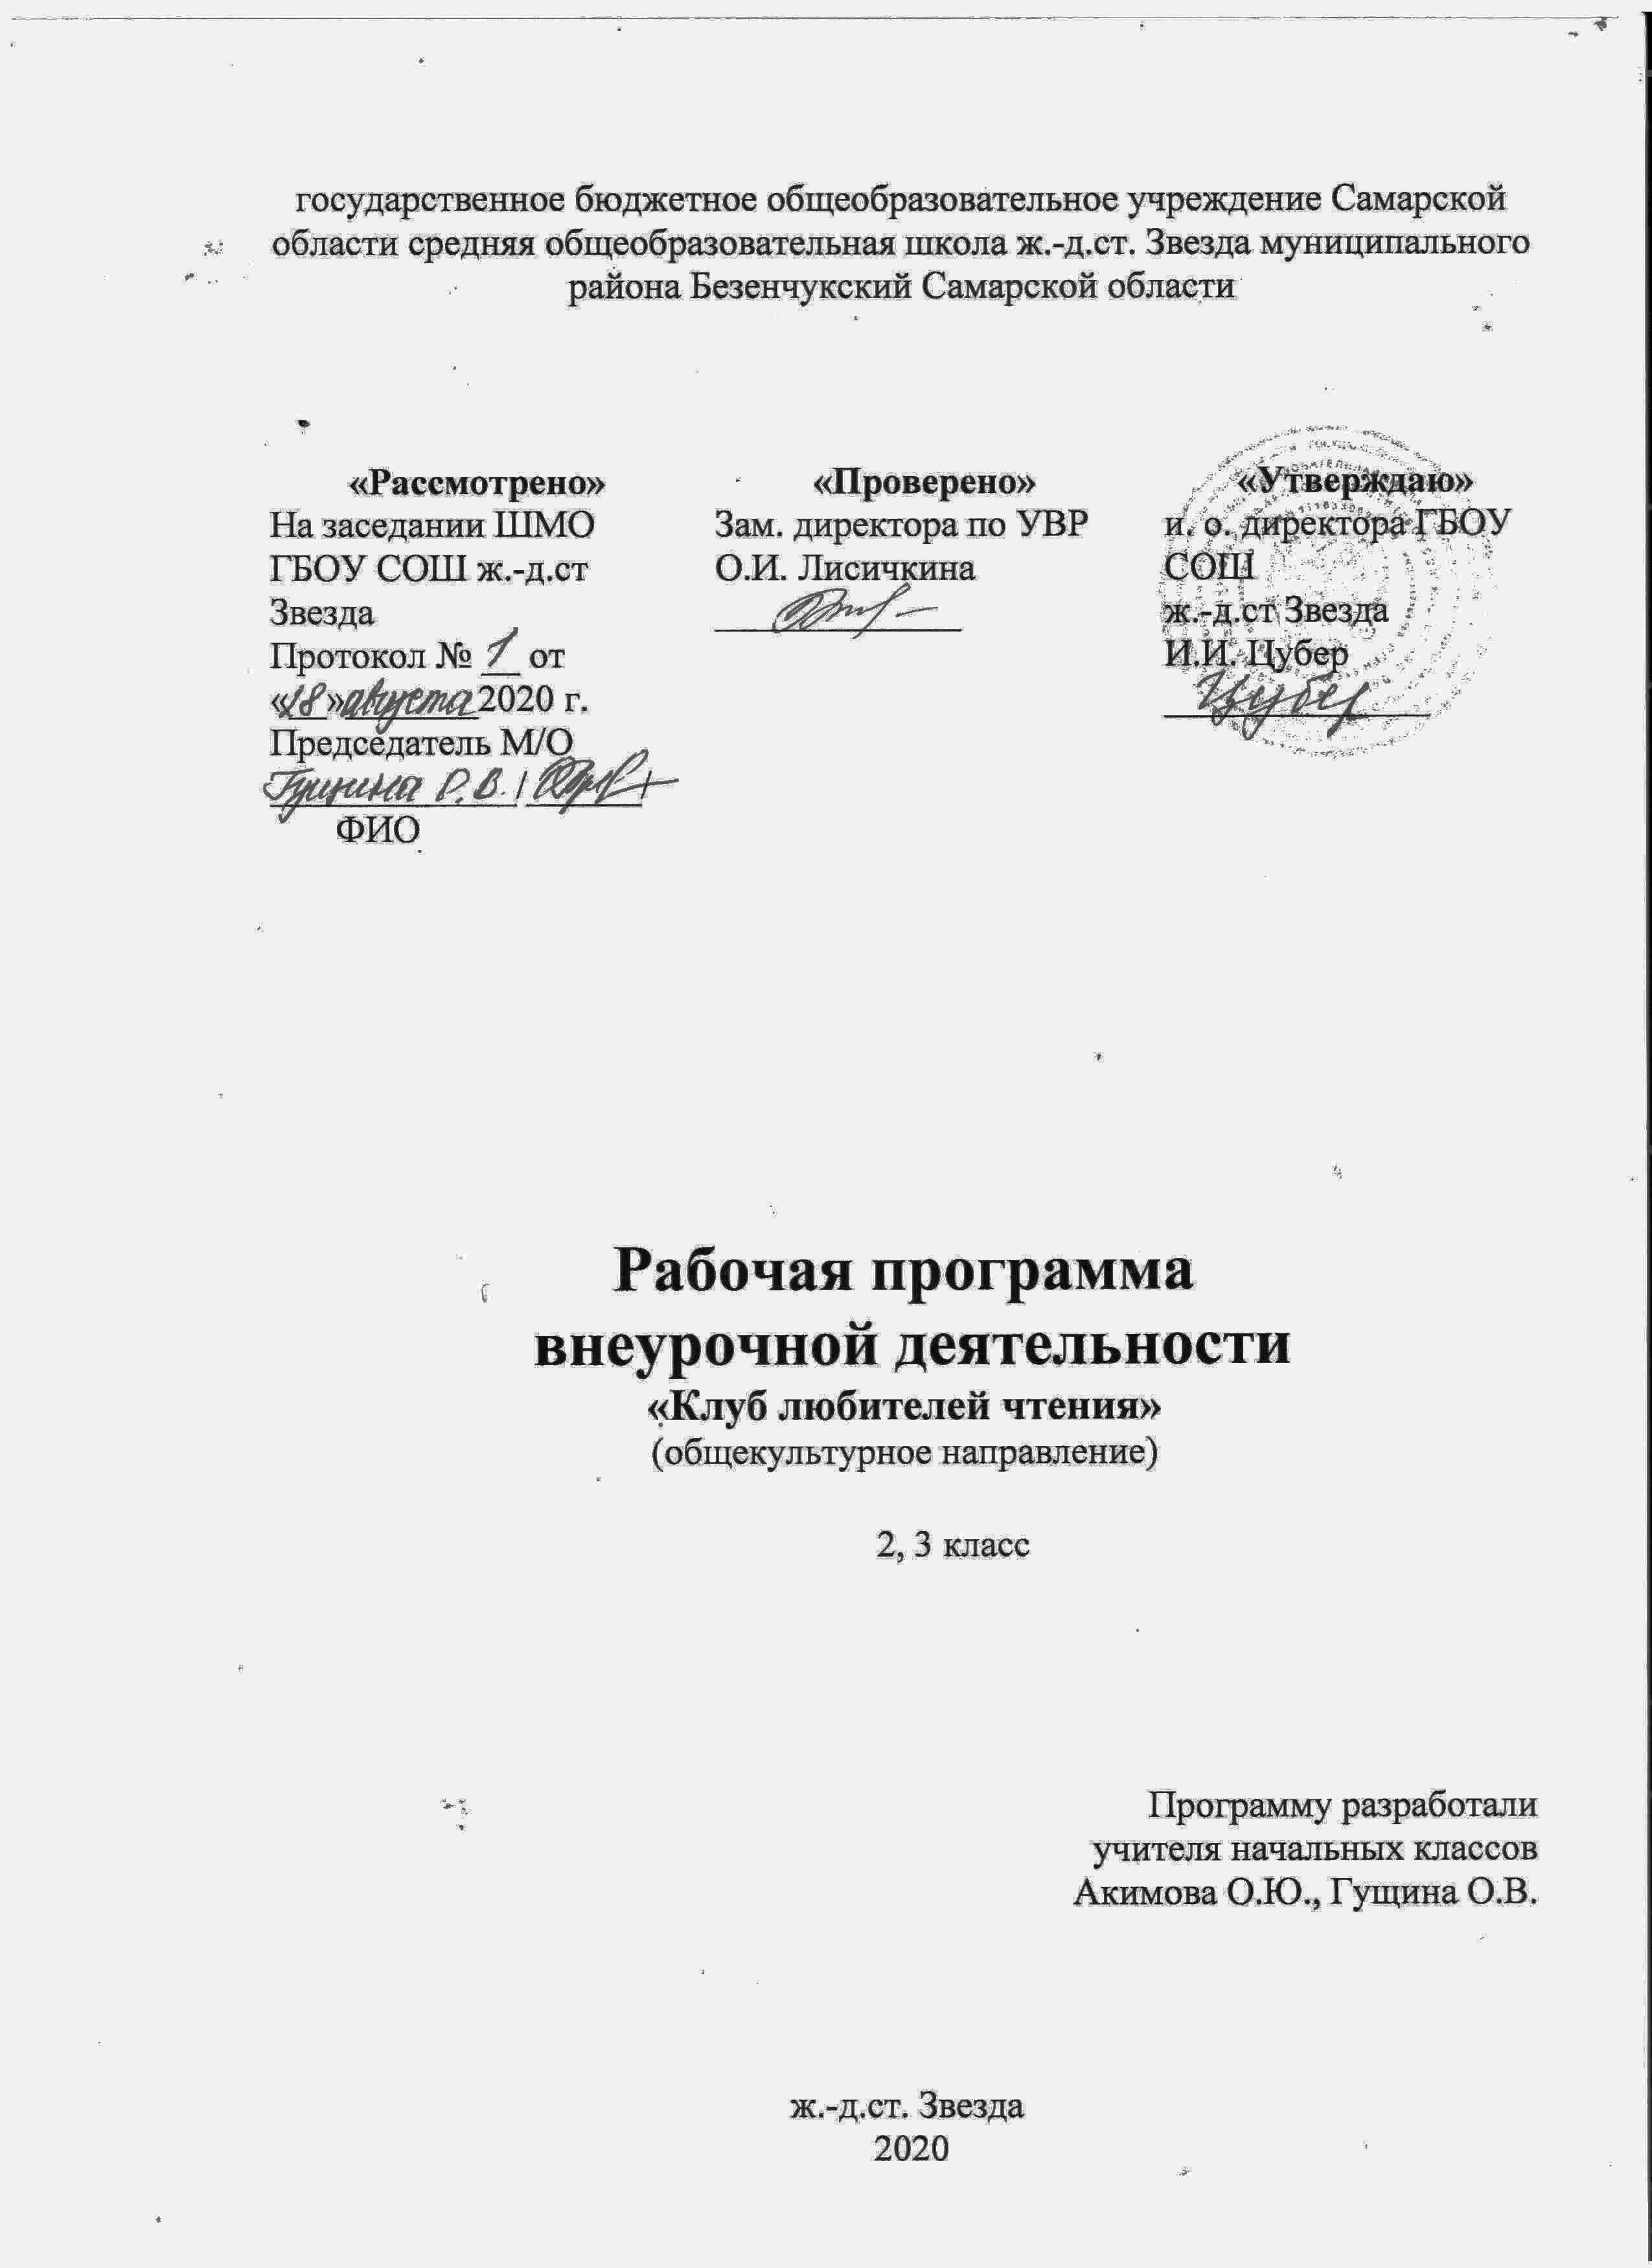 государственное бюджетное общеобразовательное учреждение Самарской
области средняя общеобразовательная школа ж.-д.ст. Звезда муниципального
района Безенчукский Самарской области
«Рассмотрено»
На заседании ШМО
ГБОУ СОШ ж.-д.ст
Звезда
Протокол № 1 от
«28» августа 2020 г.
Председатель М/О
Гущина О.В. /
ФИО
«Проверено»
Зам. директора по УВР
О.И. Лисичкина
«Утверждаю»
и. о. директора ГБОУ
СОШ
ж.-д.ст Звезда
И.И. Цубер
Цубер
Рабочая программа
внеурочной деятельности
«Клуб любителей чтения»
(общекультурное направление)
2, 3 класс
Программу разработали
учителя начальных классов
Акимова О.Ю., Гущина О.В.
ж.-д.ст. Звезда
2020